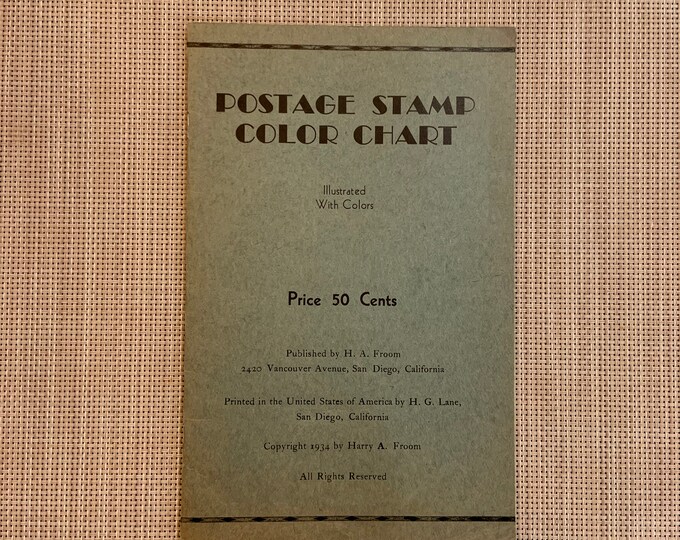 POSTAGE STAMP
COLOR CHART
Illustrated
With Colors
Price 50 Cents
Published by H. A. Froom
2420 Vancouver Avenue, San Diego, California
Printed in the United States of America by H. G. Lane,
San Diego, California
Copyright 1934 by Harry A. Froom
All Rights Reserved